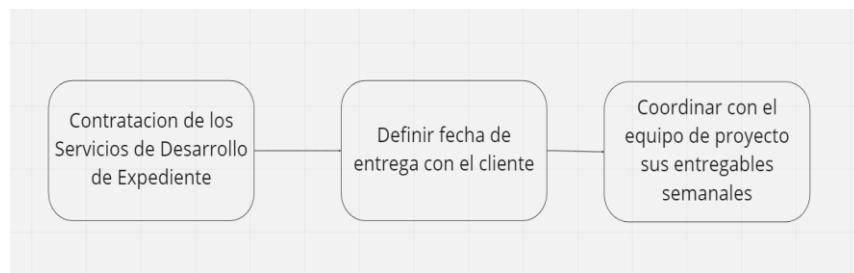 Contratacion de los
Servicios de Desarrollo
de Expediente
Definir fecha de
entrega con el cliente
Coordinar con el
equipo de proyecto
sus entregables
semanales